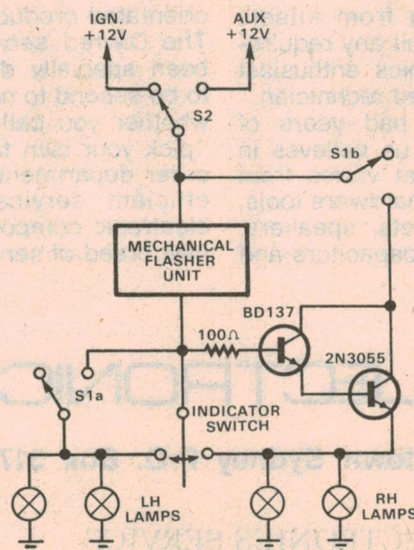 IGN.
+12V
AUX
+12V
S2
S1b
MECHANICAL
FLASHER
UNIT
BD137
100Ω
2N3055
S1a
INDICATOR
SWITCH
LH
LAMPS
RH
LAMPS